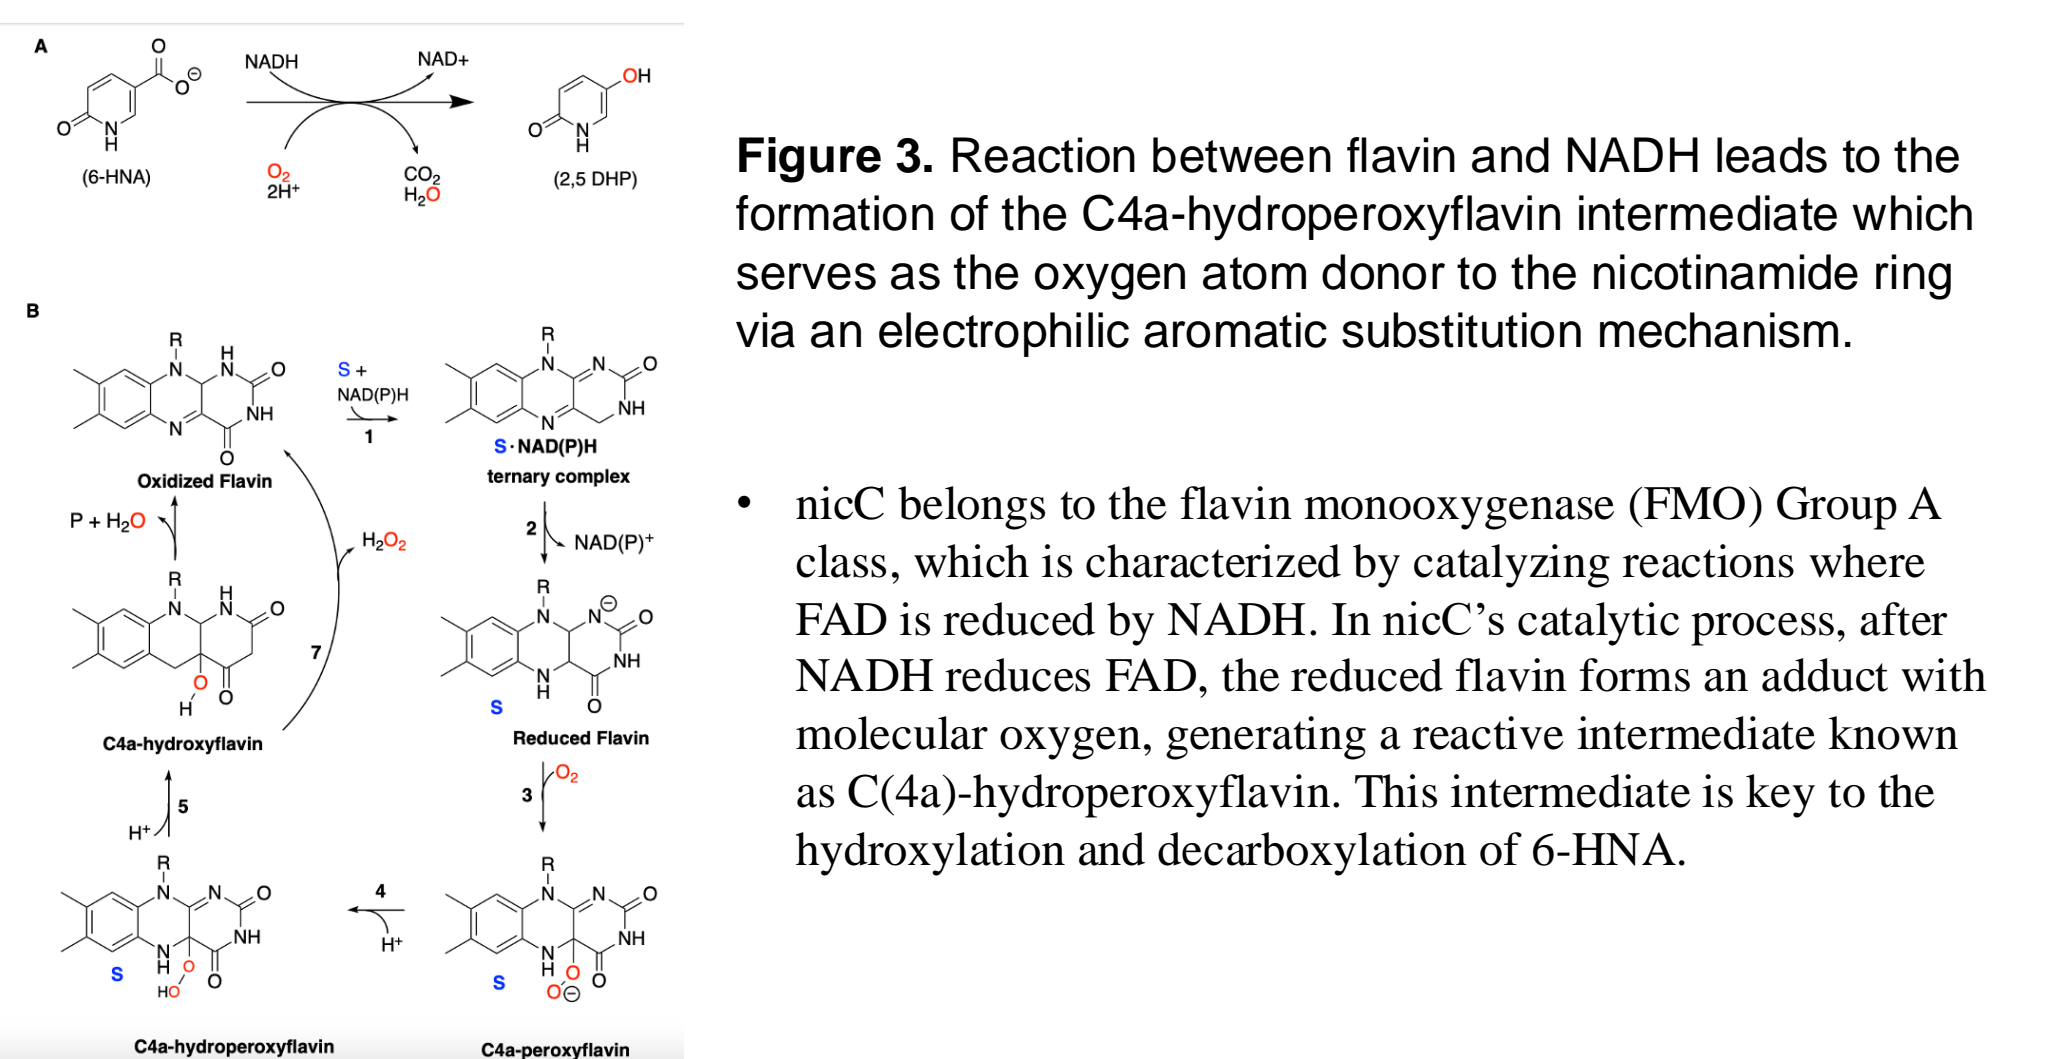 A
O
O⊖
O
N
H
(6-HNA)
NADH
NAD+
O2
2H+
CO2
H2O
OH
O
N
H
(2,5 DHP)
B
R
N
H
N
O
NH
N
O
Oxidized Flavin
S +
NAD(P)H
1
R
N
N
O
NH
N
S · NAD(P)H
ternary complex
2
NAD(P)+
P + H2O
H2O2
7
R
N
H
N
O
O
H
O
C4a-hydroxyflavin
R
N
N⊖
O
NH
N
H
O
S
Reduced Flavin
O2
3
5
H+
R
N
N
O
NH
N
H
O
HO
O
S
C4a-hydroperoxyflavin
4
H+
R
N
N
O
NH
N
H
O
O⊖
O
S
C4a-peroxyflavin
Figure 3. Reaction between flavin and NADH leads to the
formation of the C4a-hydroperoxyflavin intermediate which
serves as the oxygen atom donor to the nicotinamide ring
via an electrophilic aromatic substitution mechanism.
• nicC belongs to the flavin monooxygenase (FMO) Group A
class, which is characterized by catalyzing reactions where
FAD is reduced by NADH. In nicC’s catalytic process, after
NADH reduces FAD, the reduced flavin forms an adduct with
molecular oxygen, generating a reactive intermediate known
as C(4a)-hydroperoxyflavin. This intermediate is key to the
hydroxylation and decarboxylation of 6-HNA.